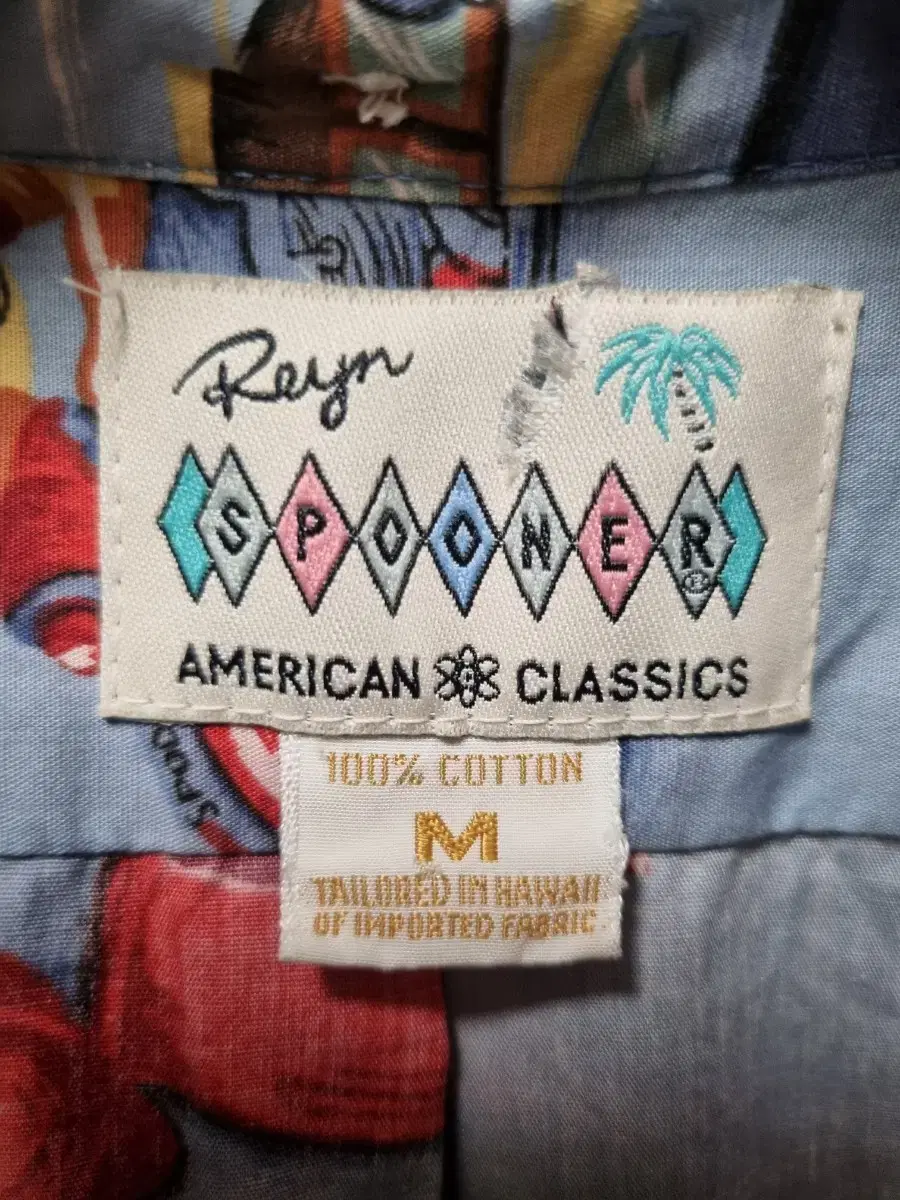 Reyn
SPOONER®
AMERICAN CLASSICS
100% COTTON
M
TAILORED IN HAWAII
OF IMPORTED FABRIC